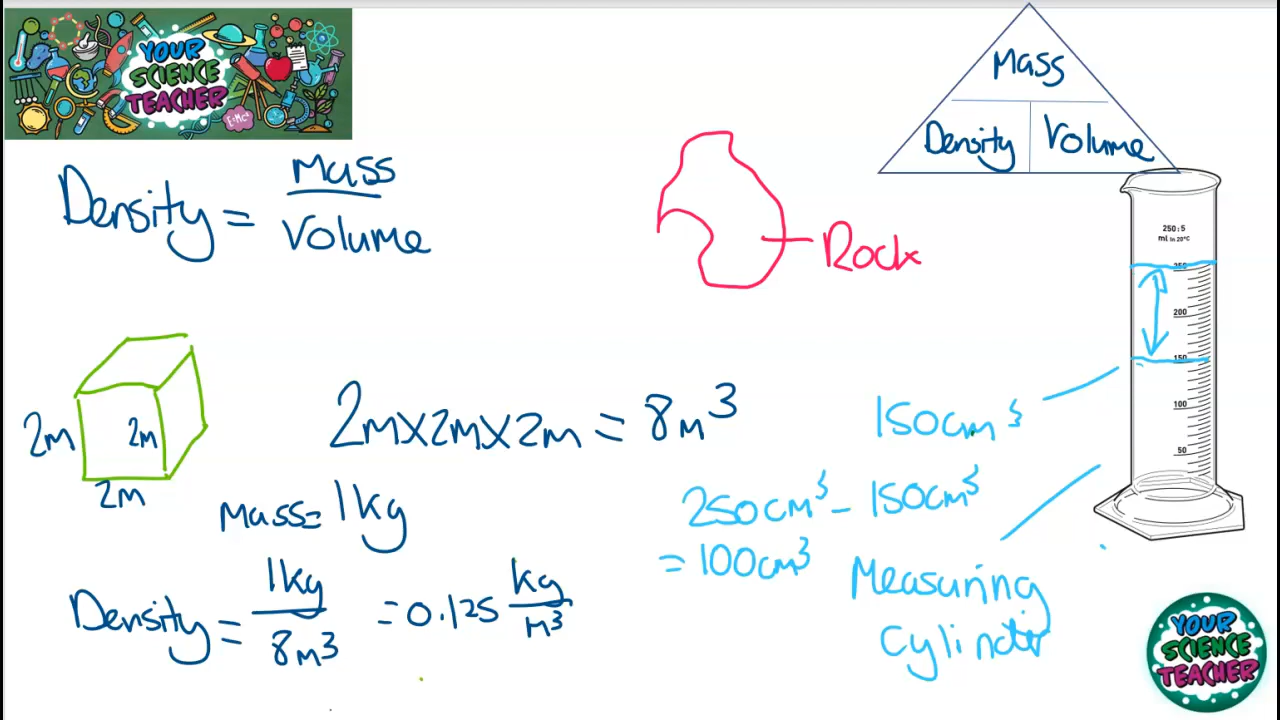 YOUR
SCIENCE
TEACHER
E=MC²
Mass
Density Volume
Density = Mass
Volume
Rock
250:5
ml in 20°C
250
200
150
100
50
2m
2m
2m
2m×2m×2m = 8m³
Mass= 1kg
Density = 1kg
8m³
=0.125 kg
m³
150cm³
250cm³ - 150cm³
= 100cm³
Measuring
Cylinder
YOUR
SCIENCE
TEACHER